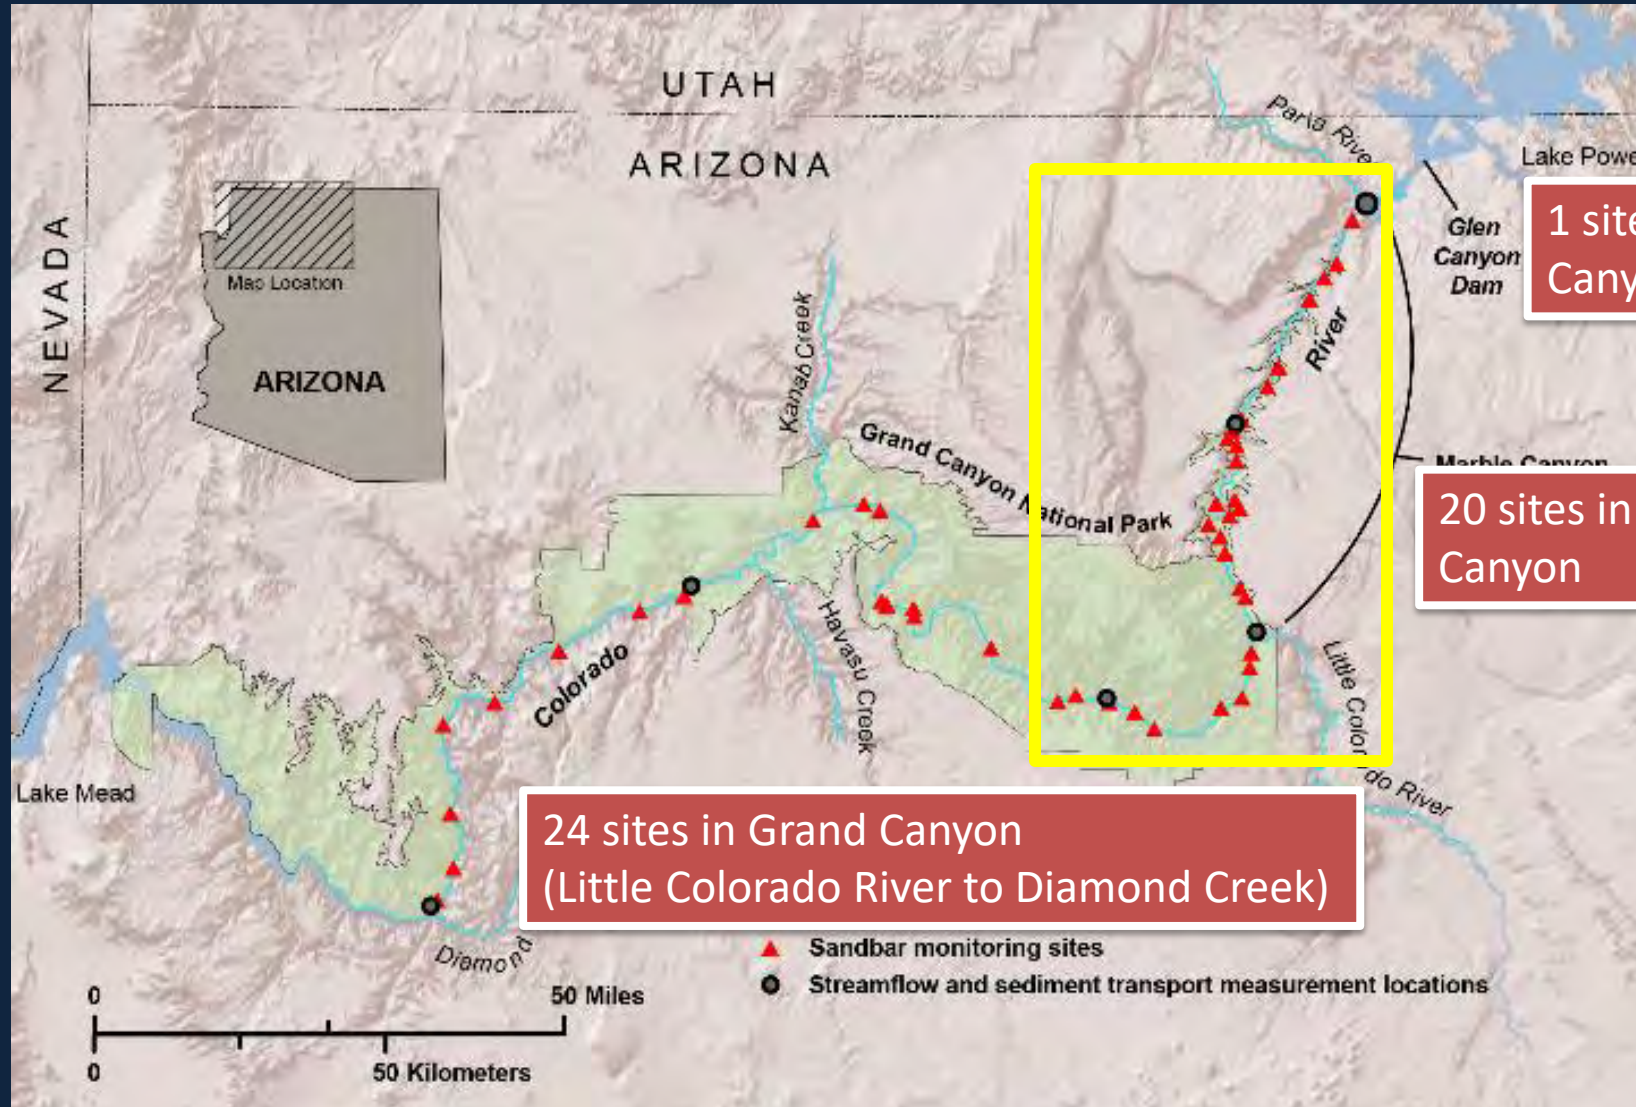 UTAH
ARIZONA
NEVADA
Paria River
Lake Powe
Glen
Canyon
Dam
1 site
Cany
Map Location
ARIZONA
Kanab Creek
River
Grand Canyon National Park
Marble Canyon
20 sites in
Canyon
Havasu Creek
Colorado
Little Colorado River
Lake Mead
24 sites in Grand Canyon
(Little Colorado River to Diamond Creek)
Diamond
Sandbar monitoring sites
Streamflow and sediment transport measurement locations
0
50 Miles
0
50 Kilometers